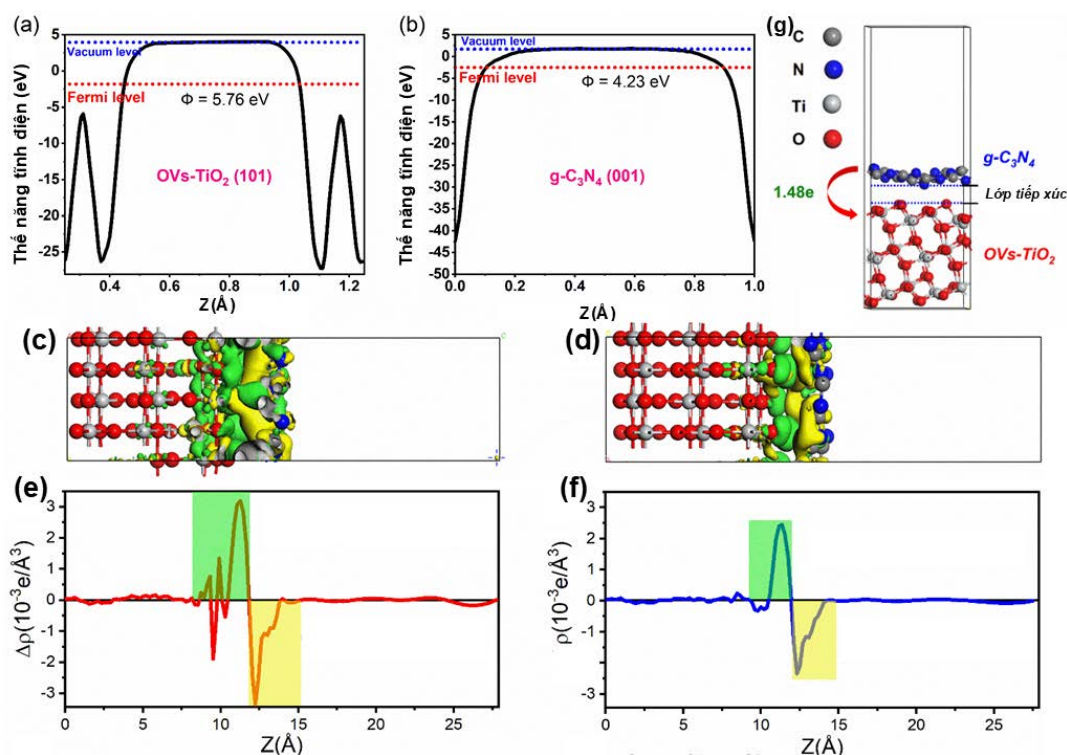 (a)
Thế năng tĩnh điện (eV)
5
0
-5
-10
-15
-20
-25
Vacuum level
Fermi level
Φ = 5.76 eV
OVs-TiO2 (101)
0.4 0.6 0.8 1.0 1.2
Z(Å)
(b)
Thế năng tĩnh điện (eV)
5
0
-5
-10
-15
-20
-25
-30
-35
-40
-45
-50
Vacuum level
Fermi level
Φ = 4.23 eV
g-C3N4 (001)
0.0 0.2 0.4 0.6 0.8 1.0
Z(Å)
(g)
C
N
Ti
O
1.48e
g-C3N4
Lớp tiếp xúc
OVs-TiO2
(c)
(d)
(e)
Δρ(10-3e/Å3)
3
2
1
0
-1
-2
-3
0 5 10 15 20 25
Z(Å)
(f)
ρ(10-3e/Å3)
3
2
1
0
-1
-2
-3
0 5 10 15 20 25
Z(Å)